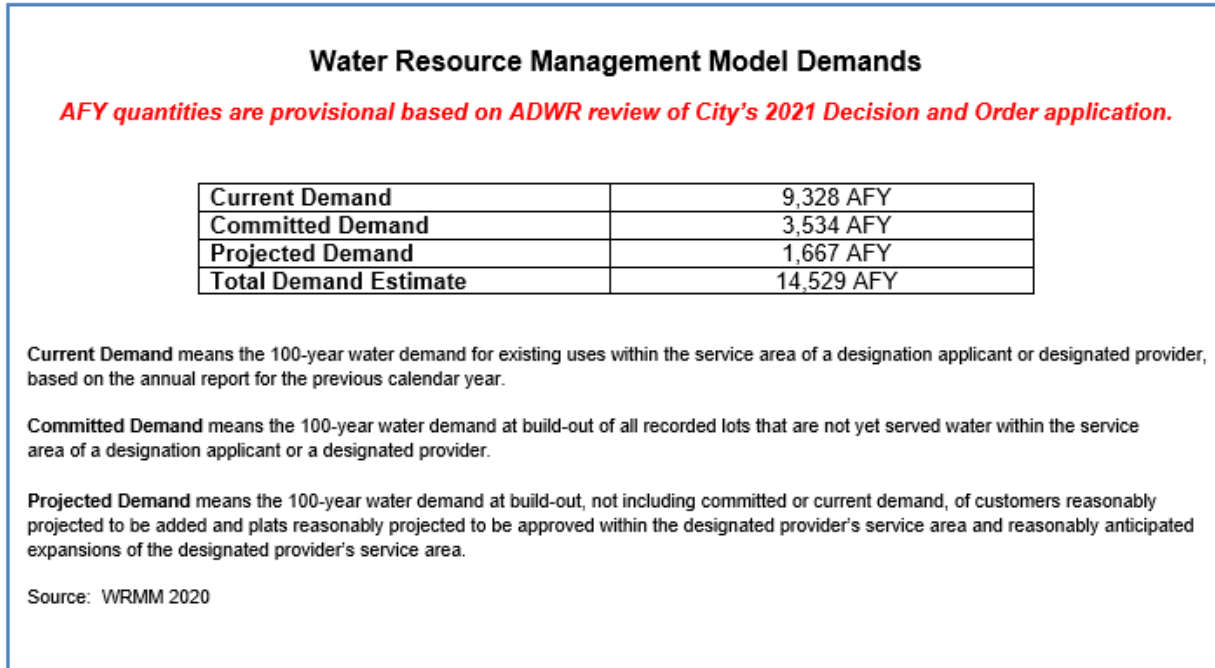 Water Resource Management Model Demands
AFY quantities are provisional based on ADWR review of City's 2021 Decision and Order application.
Current Demand 9,328 AFY
Committed Demand 3,534 AFY
Projected Demand 1,667 AFY
Total Demand Estimate 14,529 AFY
Current Demand means the 100-year water demand for existing uses within the service area of a designation applicant or designated provider,
based on the annual report for the previous calendar year.
Committed Demand means the 100-year water demand at build-out of all recorded lots that are not yet served water within the service
area of a designation applicant or a designated provider.
Projected Demand means the 100-year water demand at build-out, not including committed or current demand, of customers reasonably
projected to be added and plats reasonably projected to be approved within the designated provider's service area and reasonably anticipated
expansions of the designated provider's service area.
Source: WRMM 2020